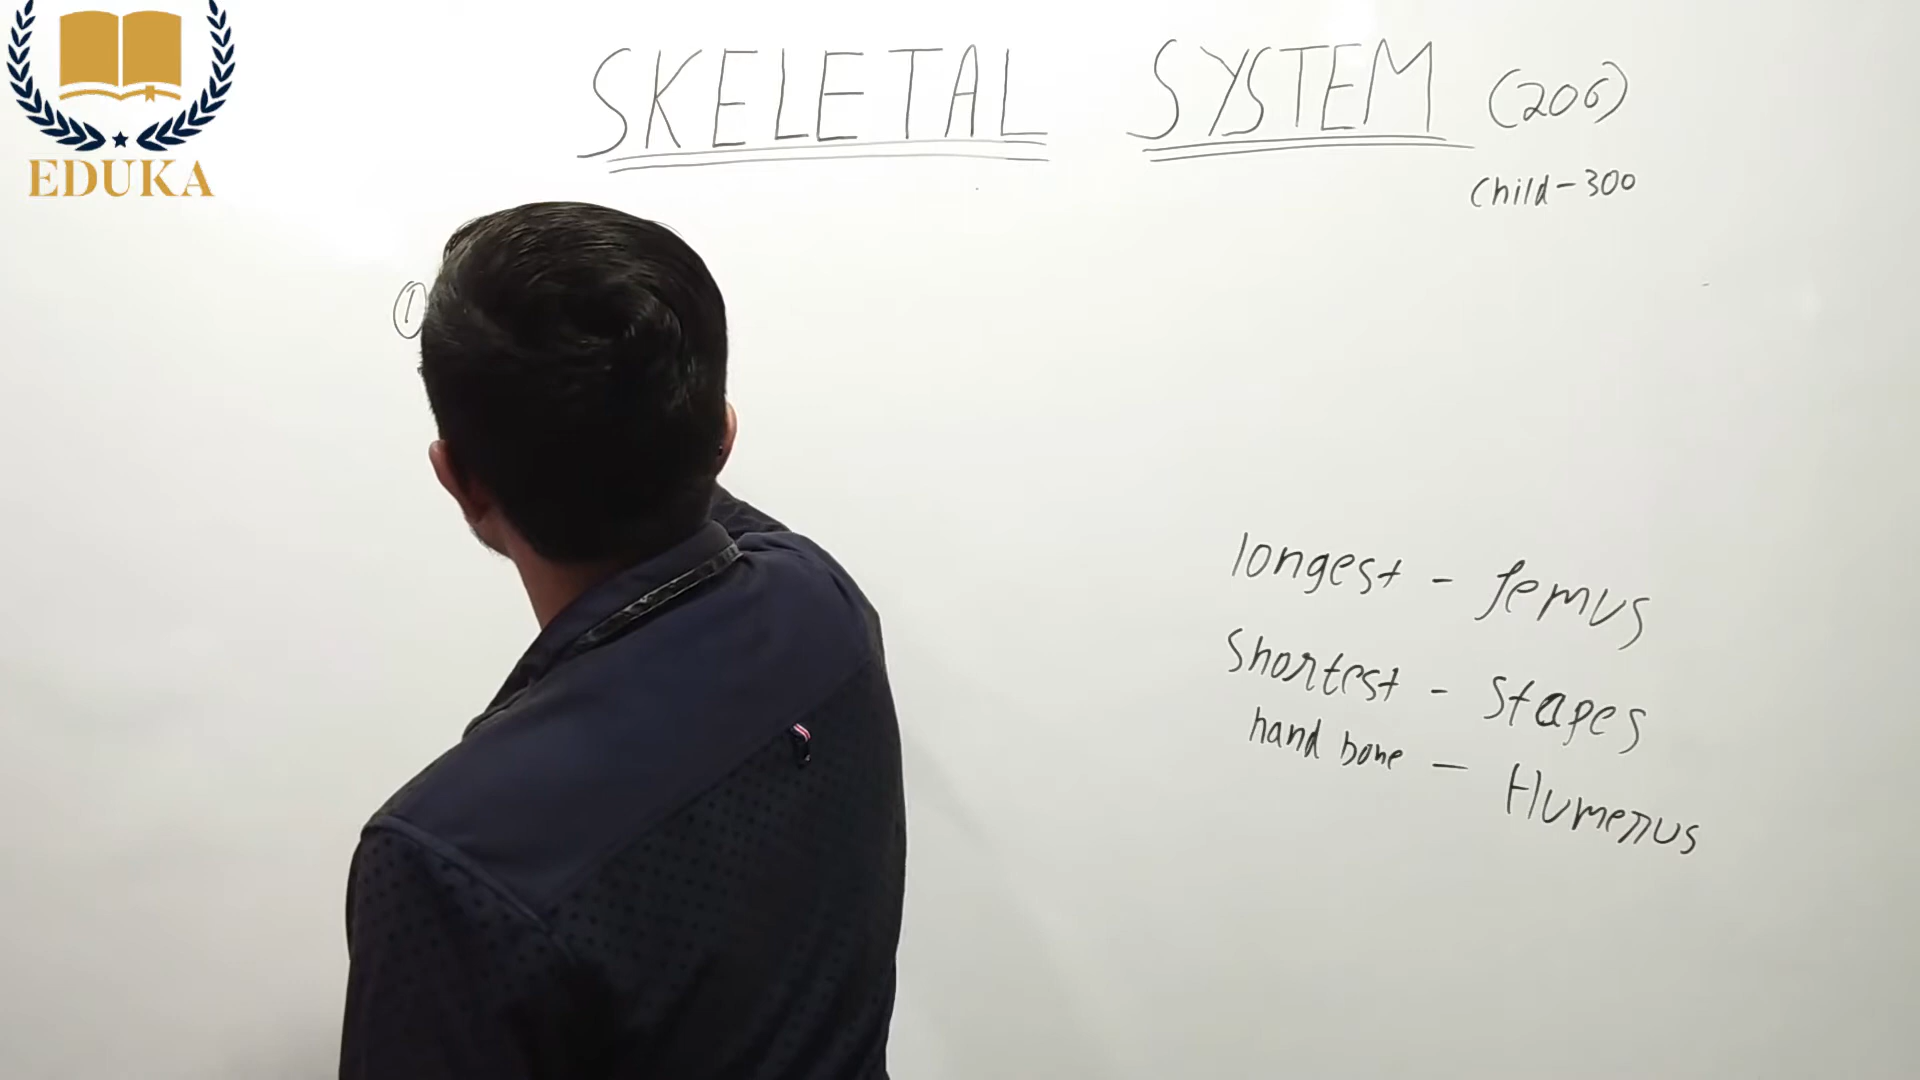 EDUKA
SKELETAL SYSTEM (206)
Child - 300
①
longest - femus
Shortest - Stapes
hand bone - Humerus